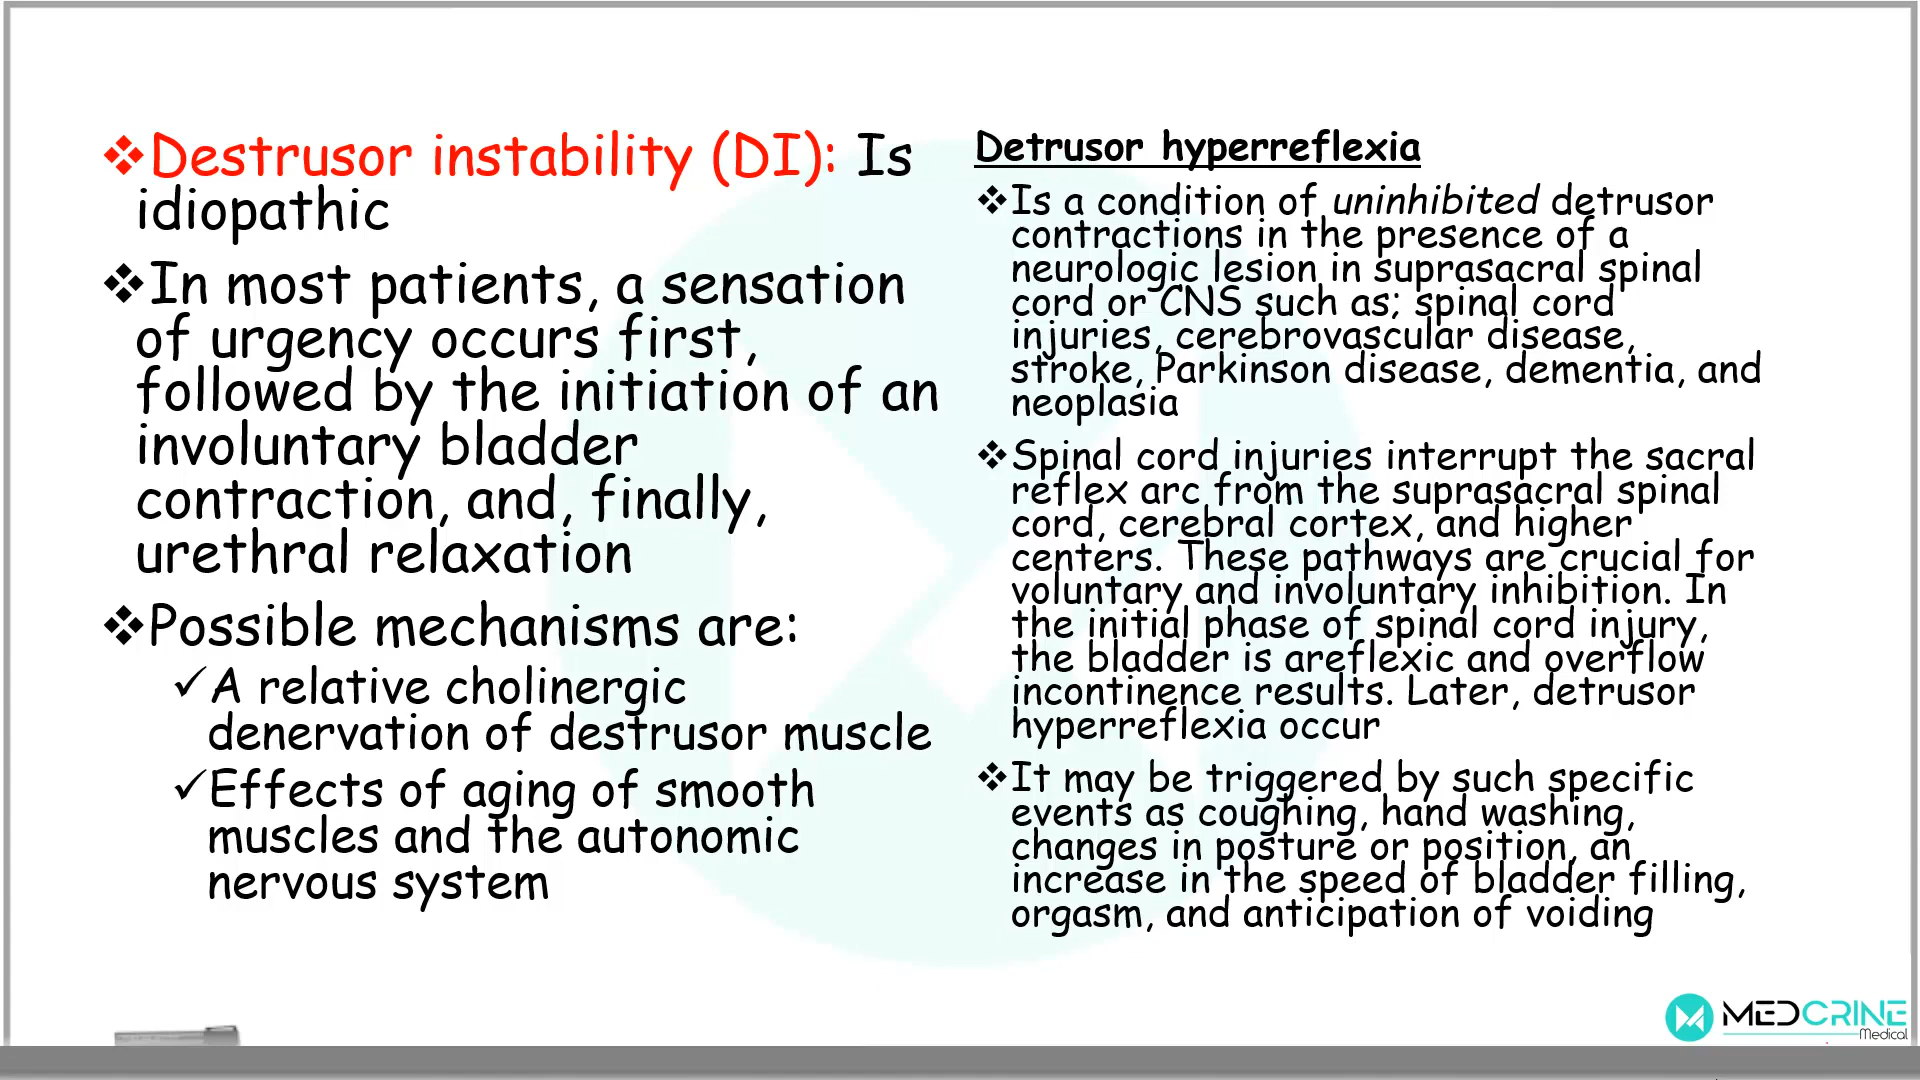 ❖Destrusor instability (DI): Is
idiopathic
❖In most patients, a sensation
of urgency occurs first,
followed by the initiation of an
involuntary bladder
contraction, and, finally,
urethral relaxation
❖Possible mechanisms are:
✓A relative cholinergic
denervation of destrusor muscle
✓Effects of aging of smooth
muscles and the autonomic
nervous system
Detrusor hyperreflexia
❖Is a condition of uninhibited detrusor
contractions in the presence of a
neurologic lesion in suprasacral spinal
cord or CNS such as; spinal cord
injuries, cerebrovascular disease,
stroke, Parkinson disease, dementia, and
neoplasia
❖Spinal cord injuries interrupt the sacral
reflex arc from the suprasacral spinal
cord, cerebral cortex, and higher
centers. These pathways are crucial for
voluntary and involuntary inhibition. In
the initial phase of spinal cord injury,
the bladder is areflexic and overflow
incontinence results. Later, detrusor
hyperreflexia occur
❖It may be triggered by such specific
events as coughing, hand washing,
changes in posture or position, an
increase in the speed of bladder filling,
orgasm, and anticipation of voiding
MEDCRINE
Medical